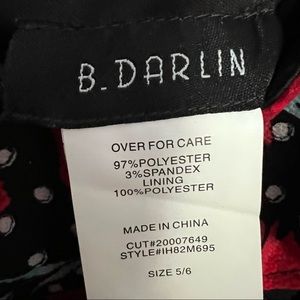 B.DARLIN
OVER FOR CARE
97%POLYESTER
3%SPANDEX
LINING
100%POLYESTER
MADE IN CHINA
CUT#20007649
STYLE#IH82M695
SIZE 5/6